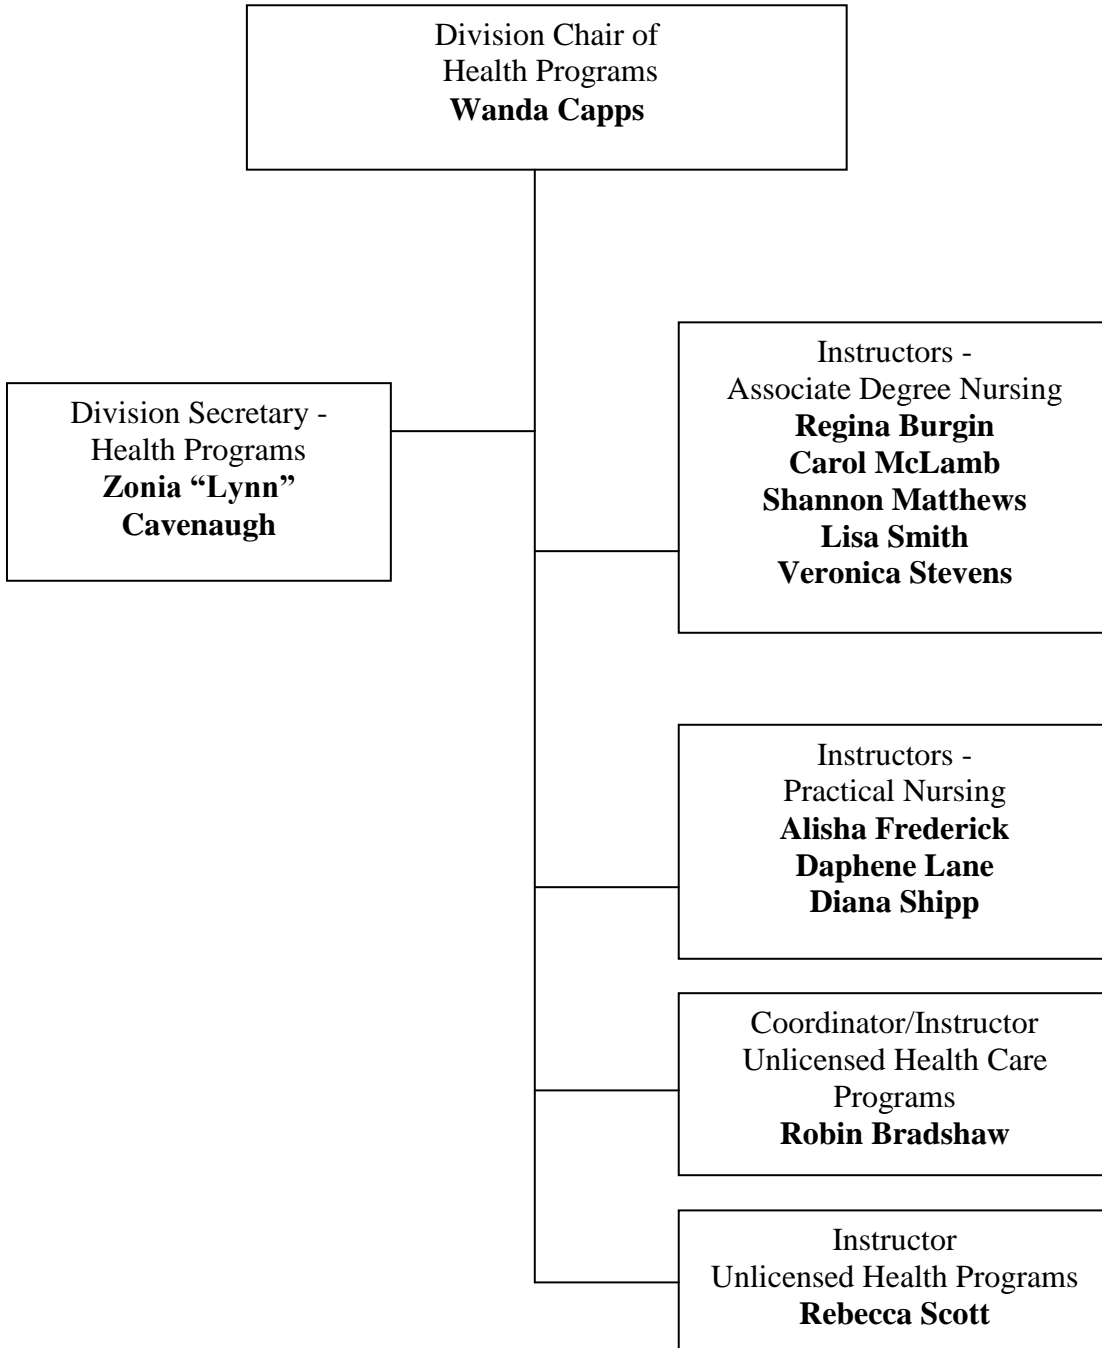 Division Chair of
Health Programs
Wanda Capps
Division Secretary -
Health Programs
Zonia “Lynn”
Cavenaugh
Instructors -
Associate Degree Nursing
Regina Burgin
Carol McLamb
Shannon Matthews
Lisa Smith
Veronica Stevens
Instructors -
Practical Nursing
Alisha Frederick
Daphene Lane
Diana Shipp
Coordinator/Instructor
Unlicensed Health Care
Programs
Robin Bradshaw
Instructor
Unlicensed Health Programs
Rebecca Scott